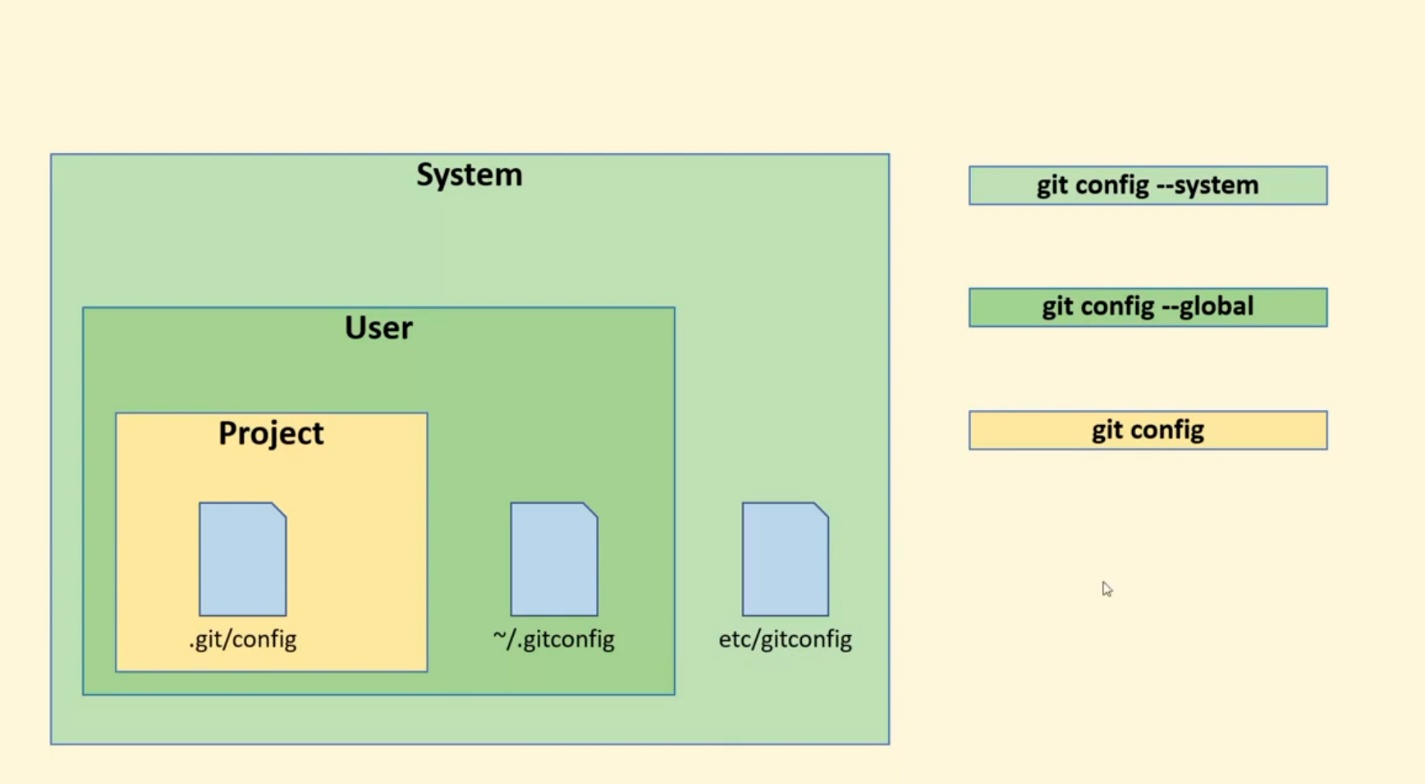 System
git config --system
User
git config --global
Project
git config
.git/config
~/.gitconfig
etc/gitconfig